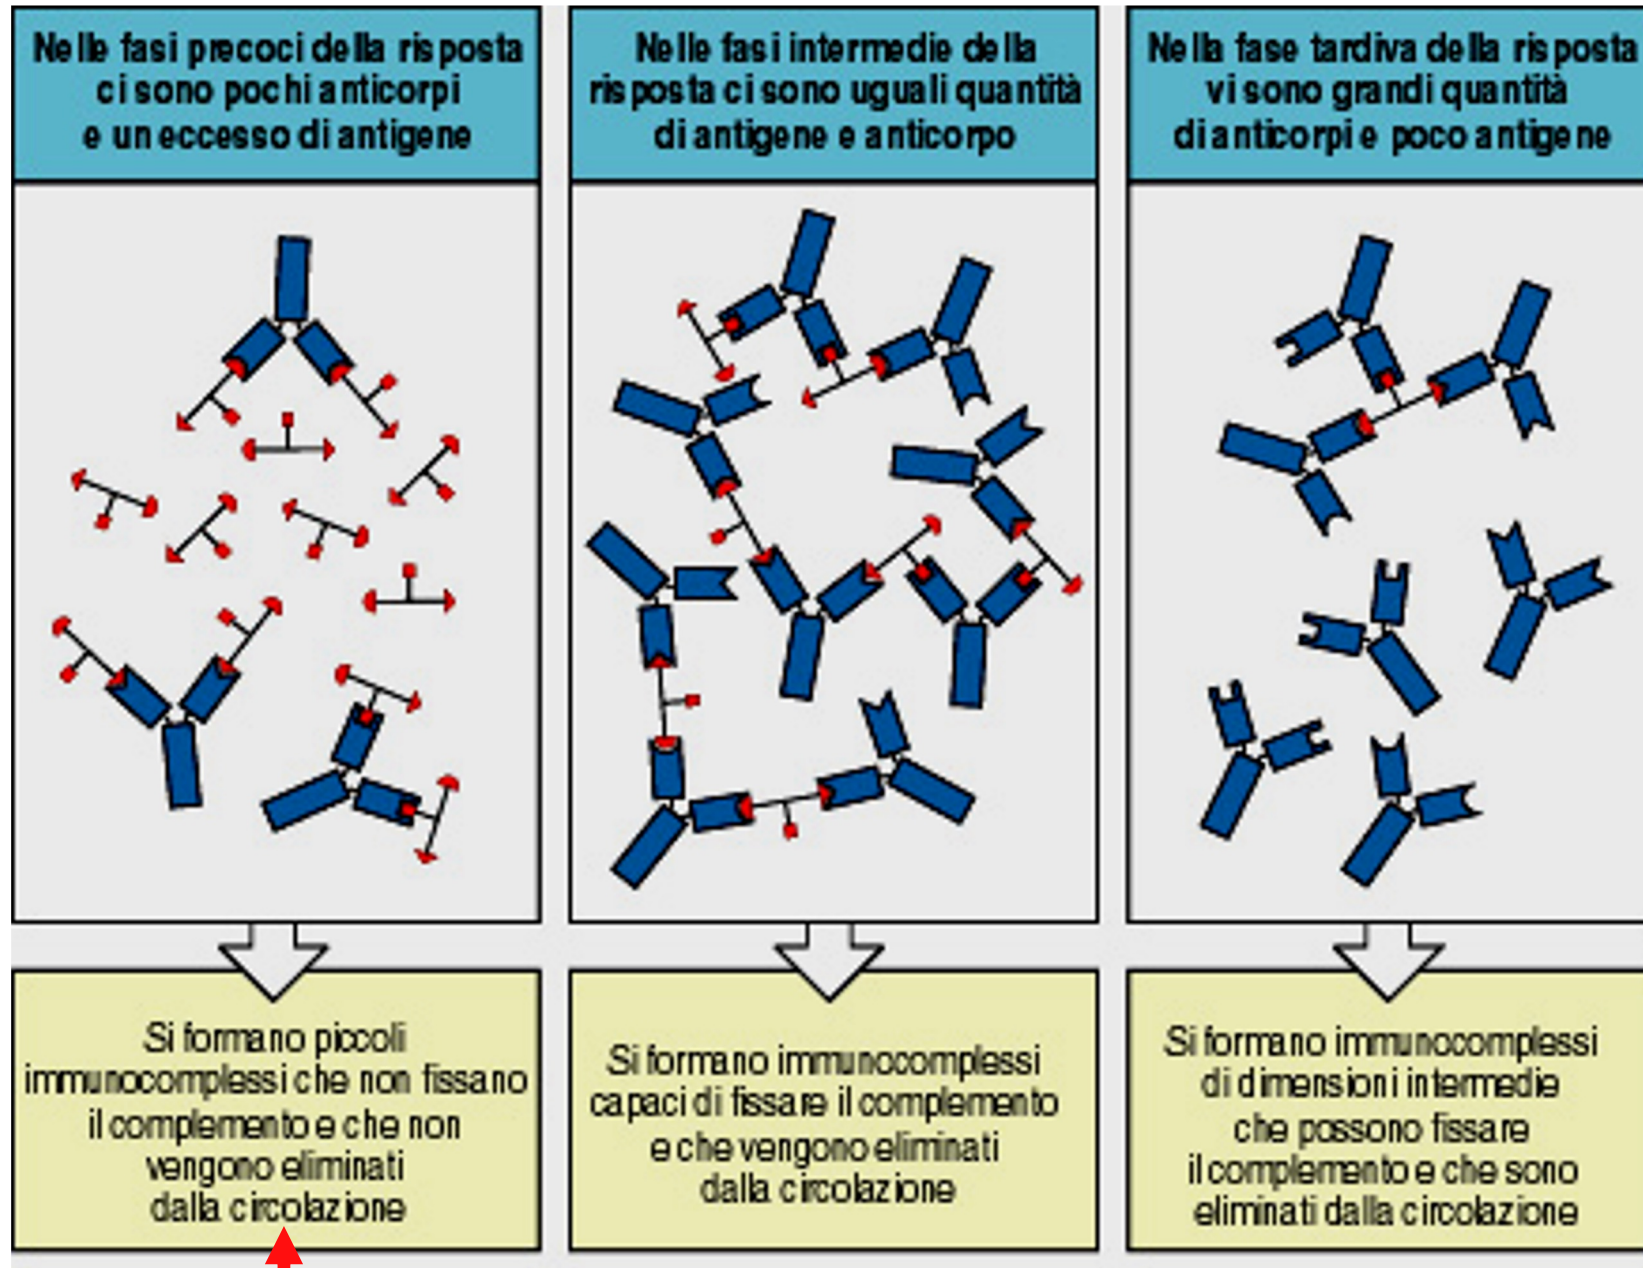 Nelle fasi precoci della risposta
ci sono pochi anticorpi
e un eccesso di antigene
Nelle fasi intermedie della
risposta ci sono uguali quantità
di antigene e anticorpo
Nella fase tardiva della risposta
vi sono grandi quantità
di anticorpi e poco antigene
Si formano piccoli
immunocomplessi che non fissano
il complemento e che non
vengono eliminati
dalla circolazione
Si formano immunocomplessi
capaci di fissare il complemento
e che vengono eliminati
dalla circolazione
Si formano immunocomplessi
di dimensioni intermedie
che possono fissare
il complemento e che sono
eliminati dalla circolazione